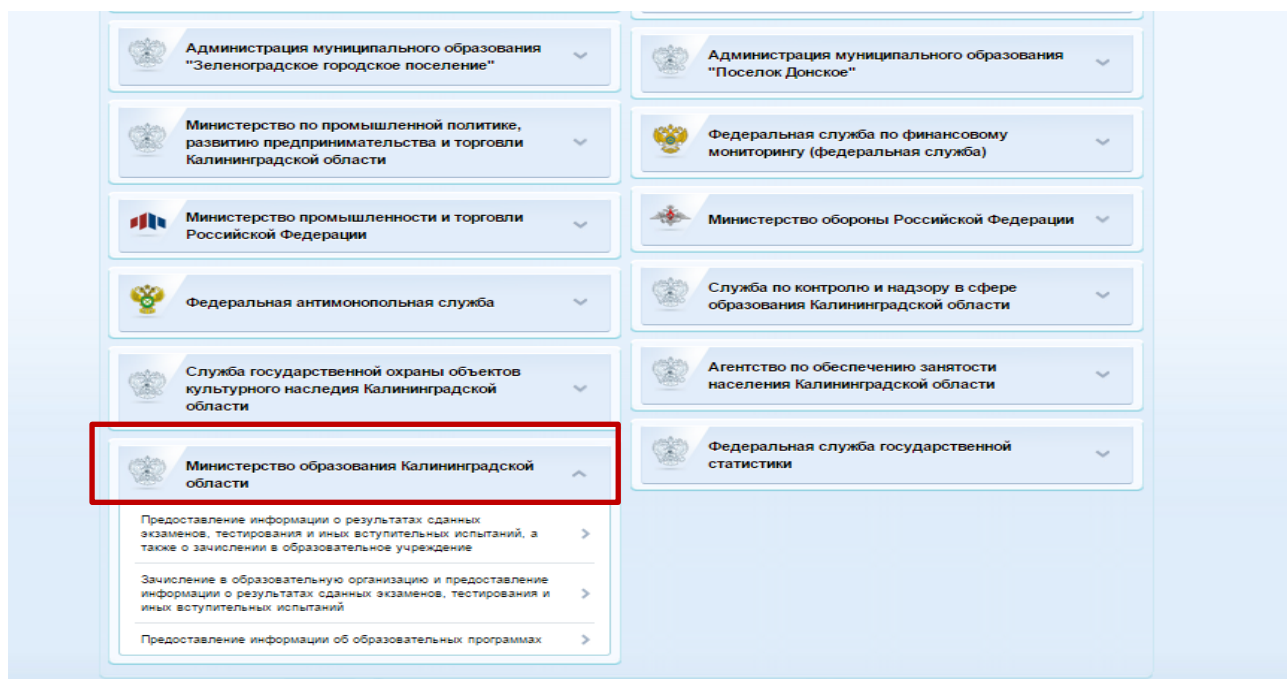 Администрация муниципального образования
"Зеленоградское городское поселение"
Министерство по промышленной политике,
развитию предпринимательства и торговли
Калининградской области
Министерство промышленности и торговли
Российской Федерации
Федеральная антимонопольная служба
Служба государственной охраны объектов
культурного наследия Калининградской
области
Министерство образования Калининградской
области
Предоставление информации о результатах сданных
экзаменов, тестирования и иных вступительных испытаний, а
также о зачислении в образовательное учреждение
Зачисление в образовательную организацию и предоставление
информации о результатах сданных экзаменов, тестирования и
иных вступительных испытаний
Предоставление информации об образовательных программах
Администрация муниципального образования
"Поселок Донское"
Федеральная служба по финансовому
мониторингу (федеральная служба)
Министерство обороны Российской Федерации
Служба по контролю и надзору в сфере
образования Калининградской области
Агентство по обеспечению занятости
населения Калининградской области
Федеральная служба государственной
статистики